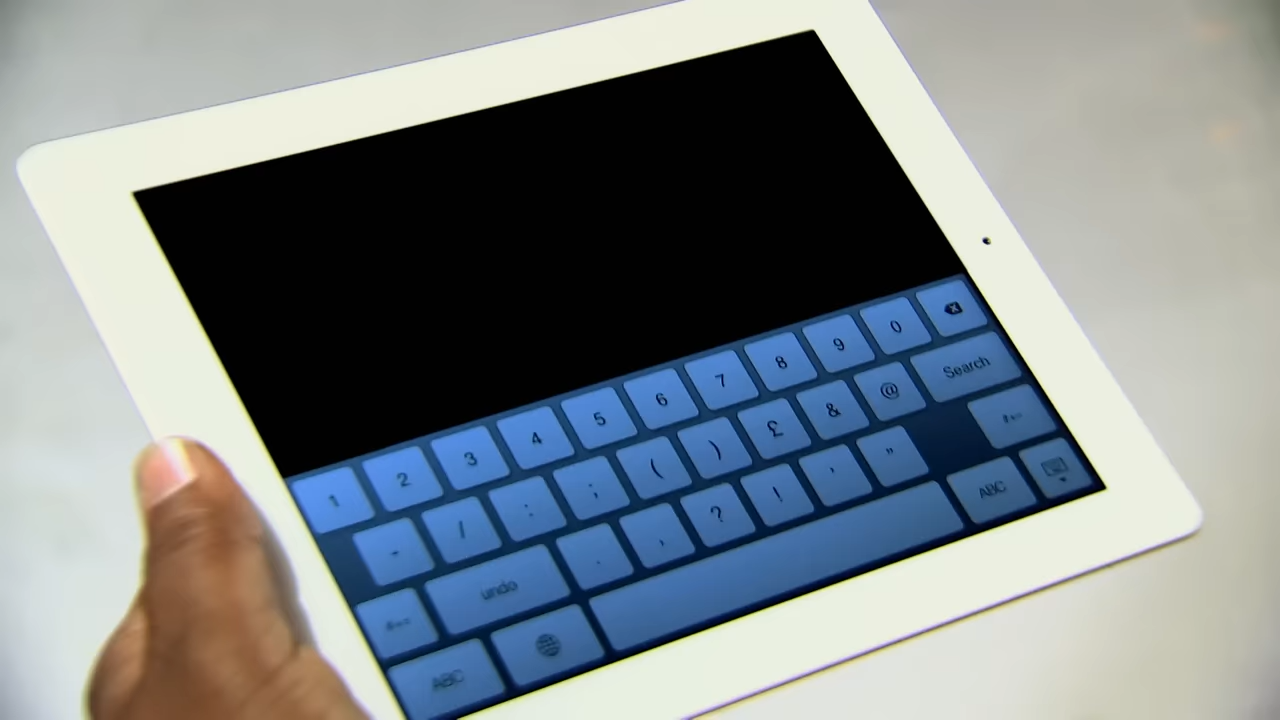 1 2 3 4 5 6 7 8 9 0
- / : ; ( ) £ & @ Search
#+= undo . , ? ! ' " #+=
ABC ABC